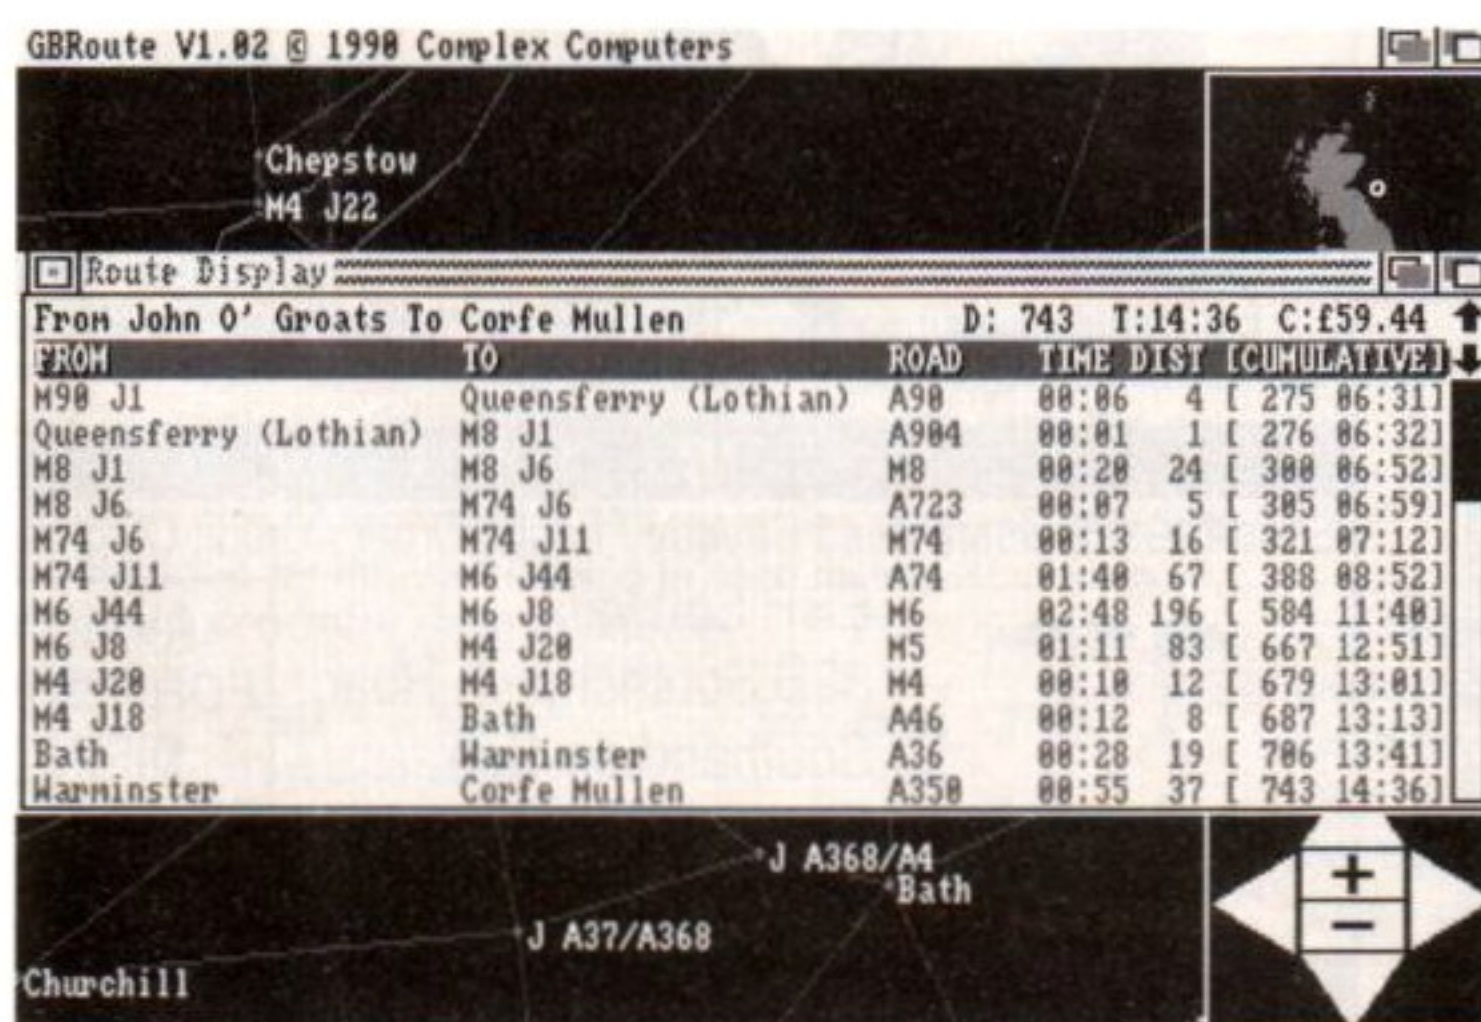 GBRoute V1.02 © 1990 Complex Computers
Chepstow
M4 J22
Route Display
From John O' Groats To Corfe Mullen D: 743 T:14:36 C:£59.44
FROM TO ROAD TIME DIST [CUMULATIVE]
M90 J1 Queensferry (Lothian) A90 00:06 4 [ 275 06:31]
Queensferry (Lothian) M8 J1 A904 00:01 1 [ 276 06:32]
M8 J1 M8 J6 M8 00:20 24 [ 300 06:52]
M8 J6 M74 J6 A723 00:07 5 [ 305 06:59]
M74 J6 M74 J11 M74 00:13 16 [ 321 07:12]
M74 J11 M6 J44 A74 01:40 67 [ 388 08:52]
M6 J44 M6 J8 M6 02:48 196 [ 584 11:40]
M6 J8 M4 J20 M5 01:11 83 [ 667 12:51]
M4 J20 M4 J18 M4 00:10 12 [ 679 13:01]
M4 J18 Bath A46 00:12 8 [ 687 13:13]
Bath Warminster A36 00:28 19 [ 706 13:41]
Warminster Corfe Mullen A350 00:55 37 [ 743 14:36]
J A368/A4
Bath
J A37/A368
Churchill
+
−